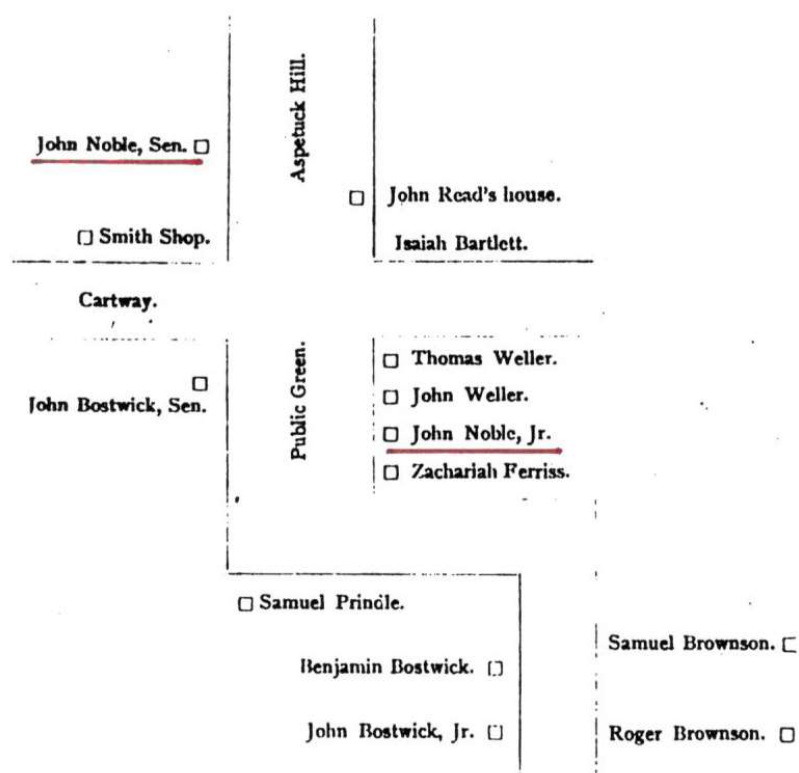 Aspetuck Hill.
John Noble, Sen.
John Read's house.
Smith Shop.
Isaiah Bartlett.
Cartway.
Public Green.
Thomas Weller.
John Bostwick, Sen.
John Weller.
John Noble, Jr.
Zachariah Ferriss.
Samuel Prindle.
Samuel Brownson.
Benjamin Bostwick.
John Bostwick, Jr.
Roger Brownson.